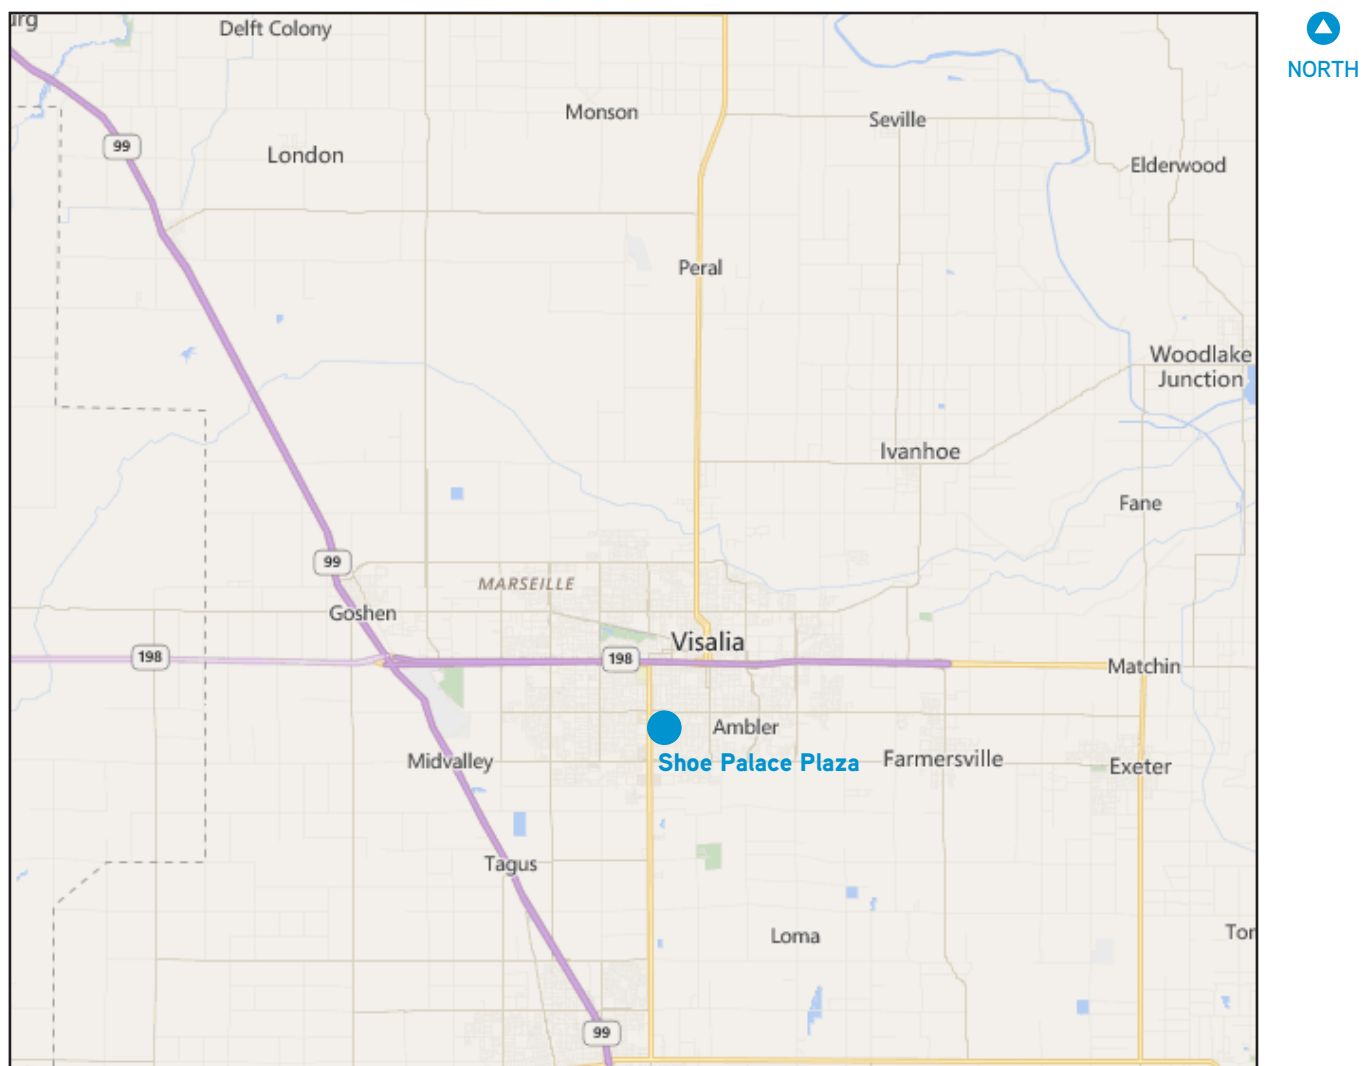 Delft Colony
NORTH
Monson
Seville
99
London
Elderwood
Peral
Woodlake
Junction
Ivanhoe
Fane
99
MARSEILLE
Goshen
Visalia
198
198
Matchin
Ambler
Shoe Palace Plaza
Farmersville
Midvalley
Exeter
Tagus
Loma
Tor
99